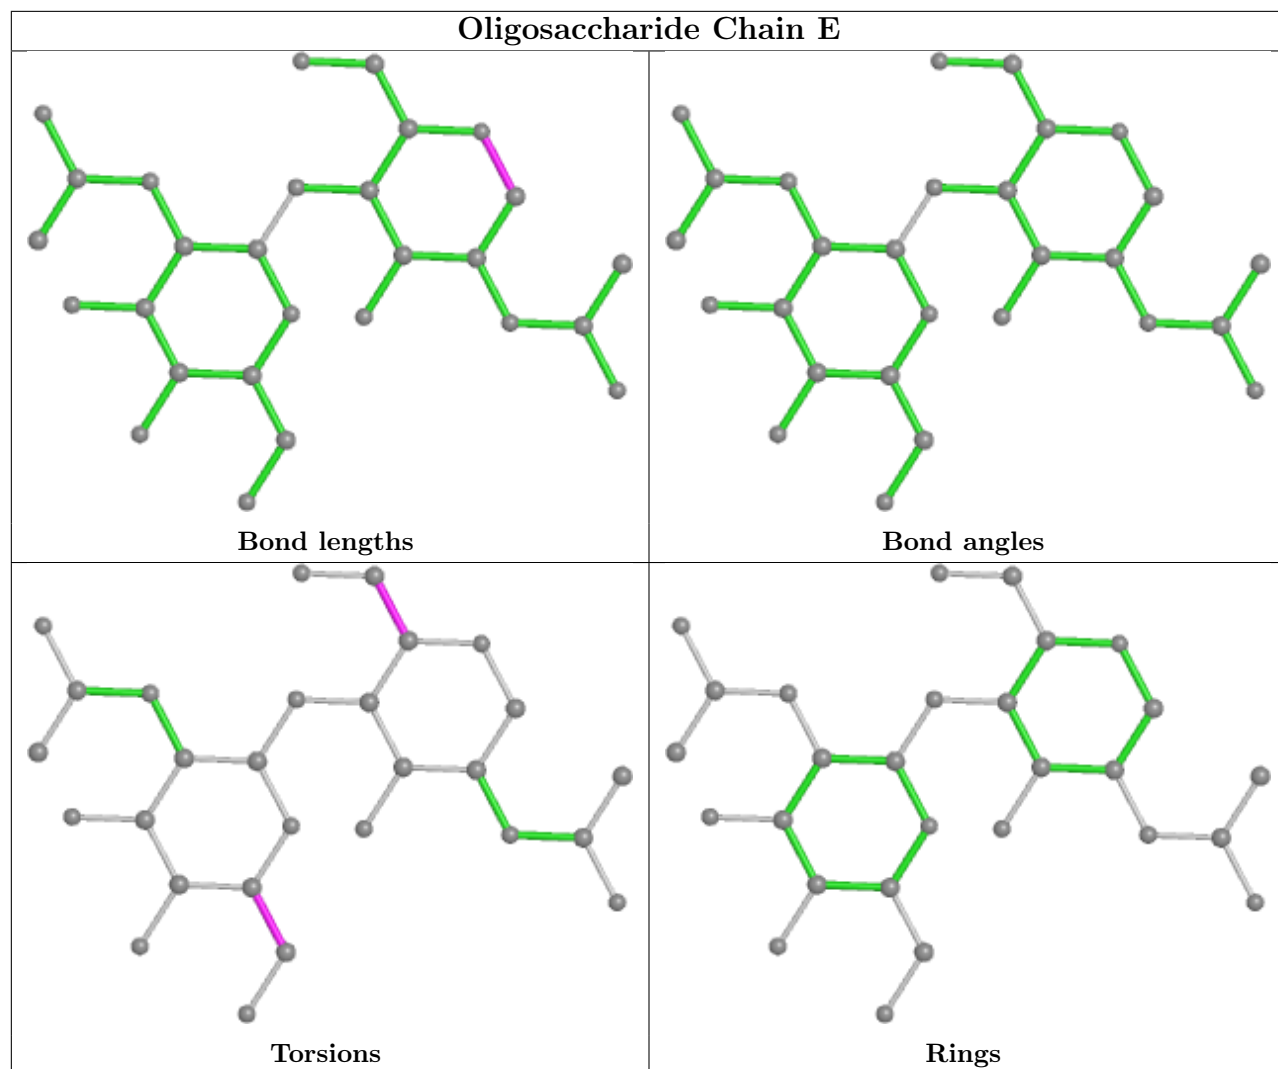 Oligosaccharide Chain E
Bond lengths
Bond angles
Torsions
Rings